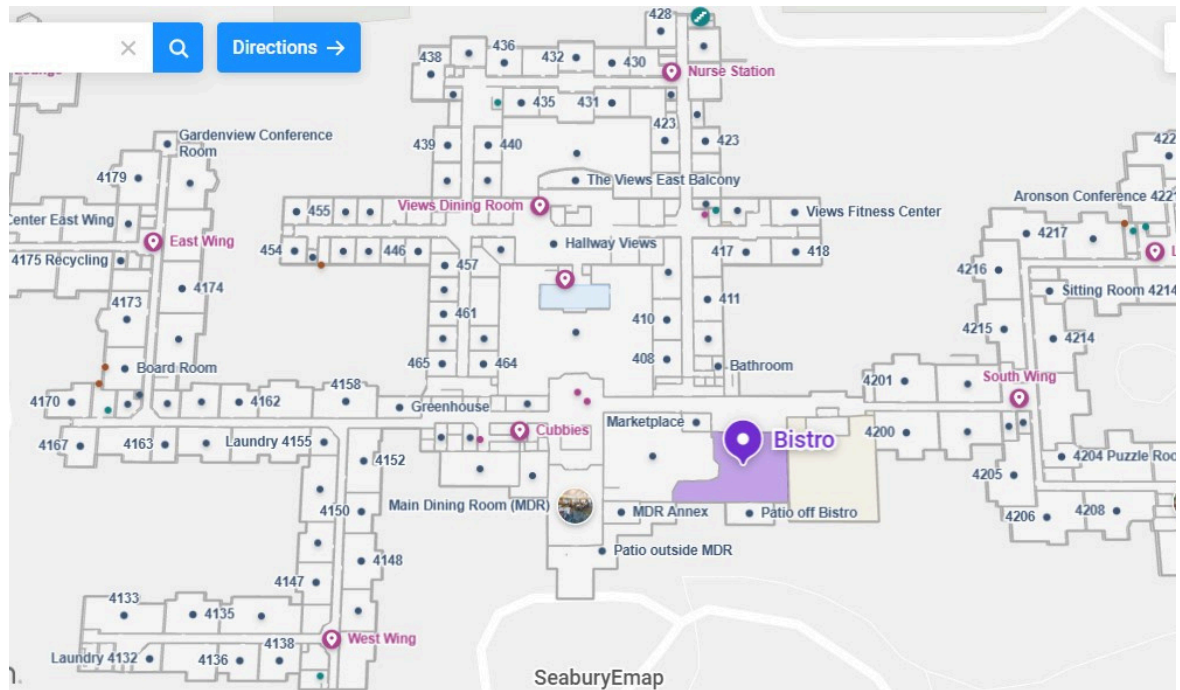 428
Directions →
438
436
432
430
Nurse Station
435
431
423
423
Gardenview Conference
Room
439
440
422
4179
The Views East Balcony
Aronson Conference 4221
455
Views Dining Room
Views Fitness Center
Center East Wing
East Wing
Hallway Views
4217
454
446
417
418
4175 Recycling
457
4216
4174
Sitting Room 4214
4173
411
461
410
4215
4214
465
464
408
Bathroom
Board Room
4201
South Wing
4158
4170
4162
Greenhouse
Marketplace
Cubbies
4200
Bistro
4167
4163
Laundry 4155
4152
4204 Puzzle Roo
4205
4150
Main Dining Room (MDR)
MDR Annex
Patio off Bistro
4206
4208
Patio outside MDR
4148
4147
4133
4135
West Wing
4138
Laundry 4132
4136
SeaburyEmap